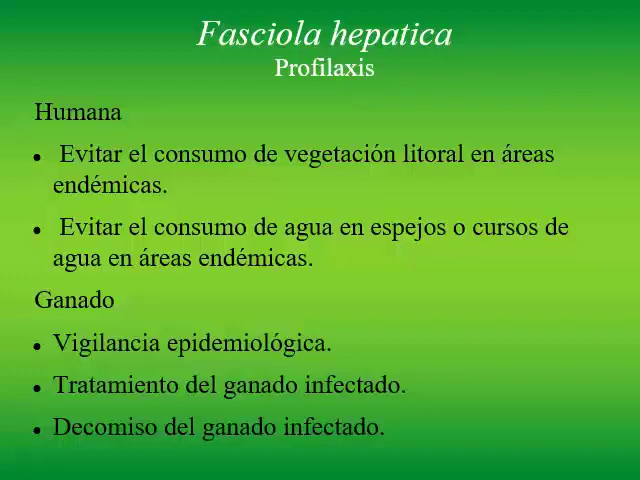 Fasciola hepatica
Profilaxis
Humana
● Evitar el consumo de vegetación litoral en áreas
endémicas.
● Evitar el consumo de agua en espejos o cursos de
agua en áreas endémicas.
Ganado
● Vigilancia epidemiológica.
● Tratamiento del ganado infectado.
● Decomiso del ganado infectado.